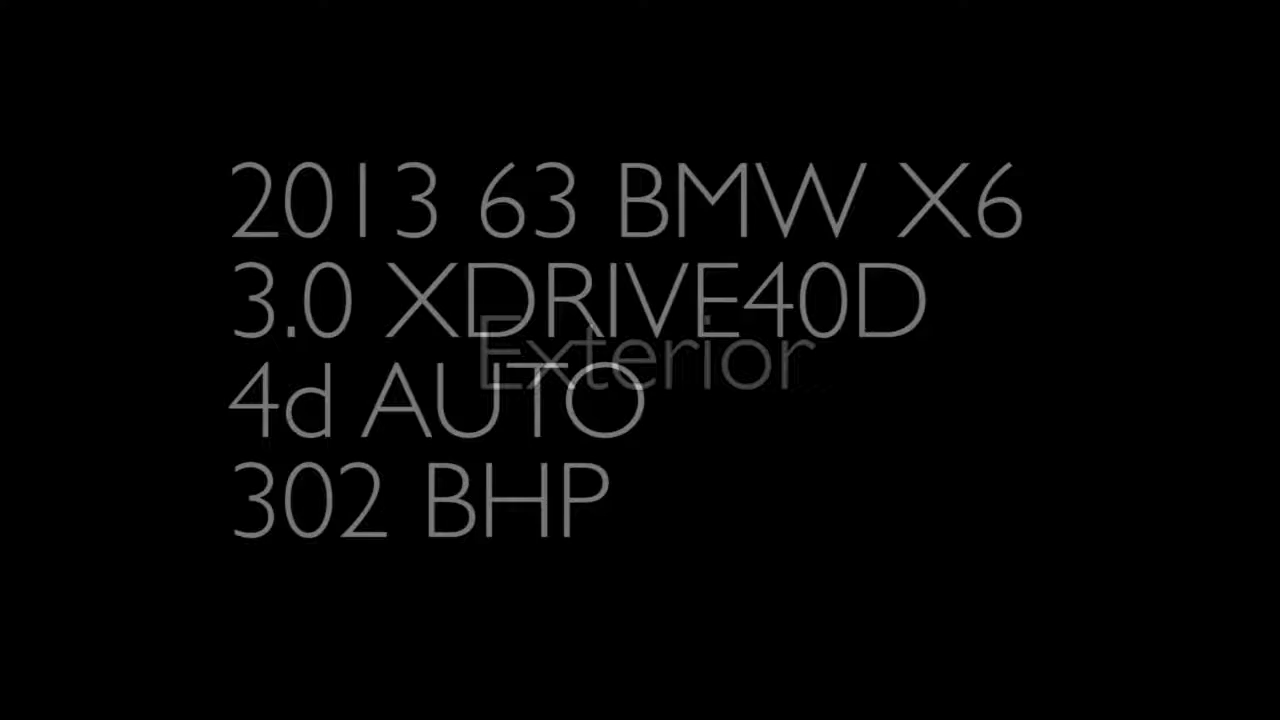 2013 63 BMW X6
3.0 XDRIVE40D
Exterior
4d AUTO
302 BHP